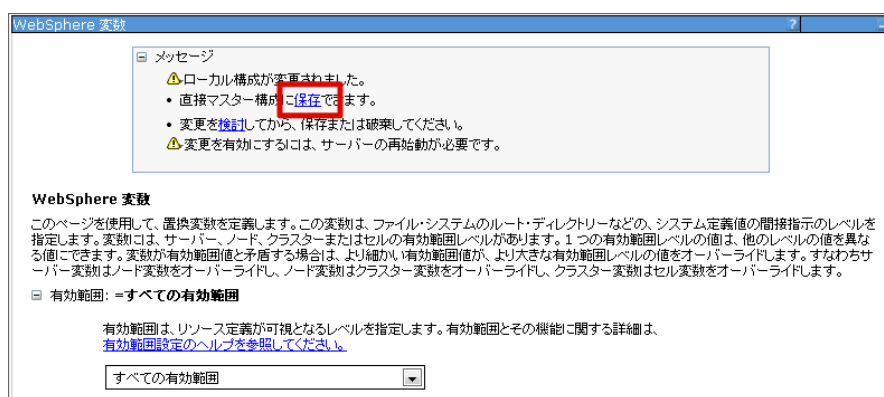 WebSphere 変数 ?
メッセージ
ローカル構成が変更されました。
直接マスター構成に保存できます。
変更を検討してから、保存または破棄してください。
変更を有効にするには、サーバーの再始動が必要です。
WebSphere 変数
このページを使用して、置換変数を定義します。この変数は、ファイル・システムのルート・ディレクトリーなどの、システム定義値の間接指示のレベルを
指定します。変数には、サーバー、ノード、クラスターまたはセルの有効範囲レベルがあります。1 つの有効範囲レベルの値は、他のレベルの値を異な
る値にできます。変数が有効範囲値と矛盾する場合は、より細かい有効範囲値が、より大きな有効範囲レベルの値をオーバーライドします。すなわちサ
ーバー変数はノード変数をオーバーライドし、ノード変数はクラスター変数をオーバーライドし、クラスター変数はセル変数をオーバーライドします。
有効範囲: =すべての有効範囲
有効範囲は、リソース定義が可視となるレベルを指定します。有効範囲とその機能に関する詳細は、
有効範囲設定のヘルプを参照してください。
すべての有効範囲